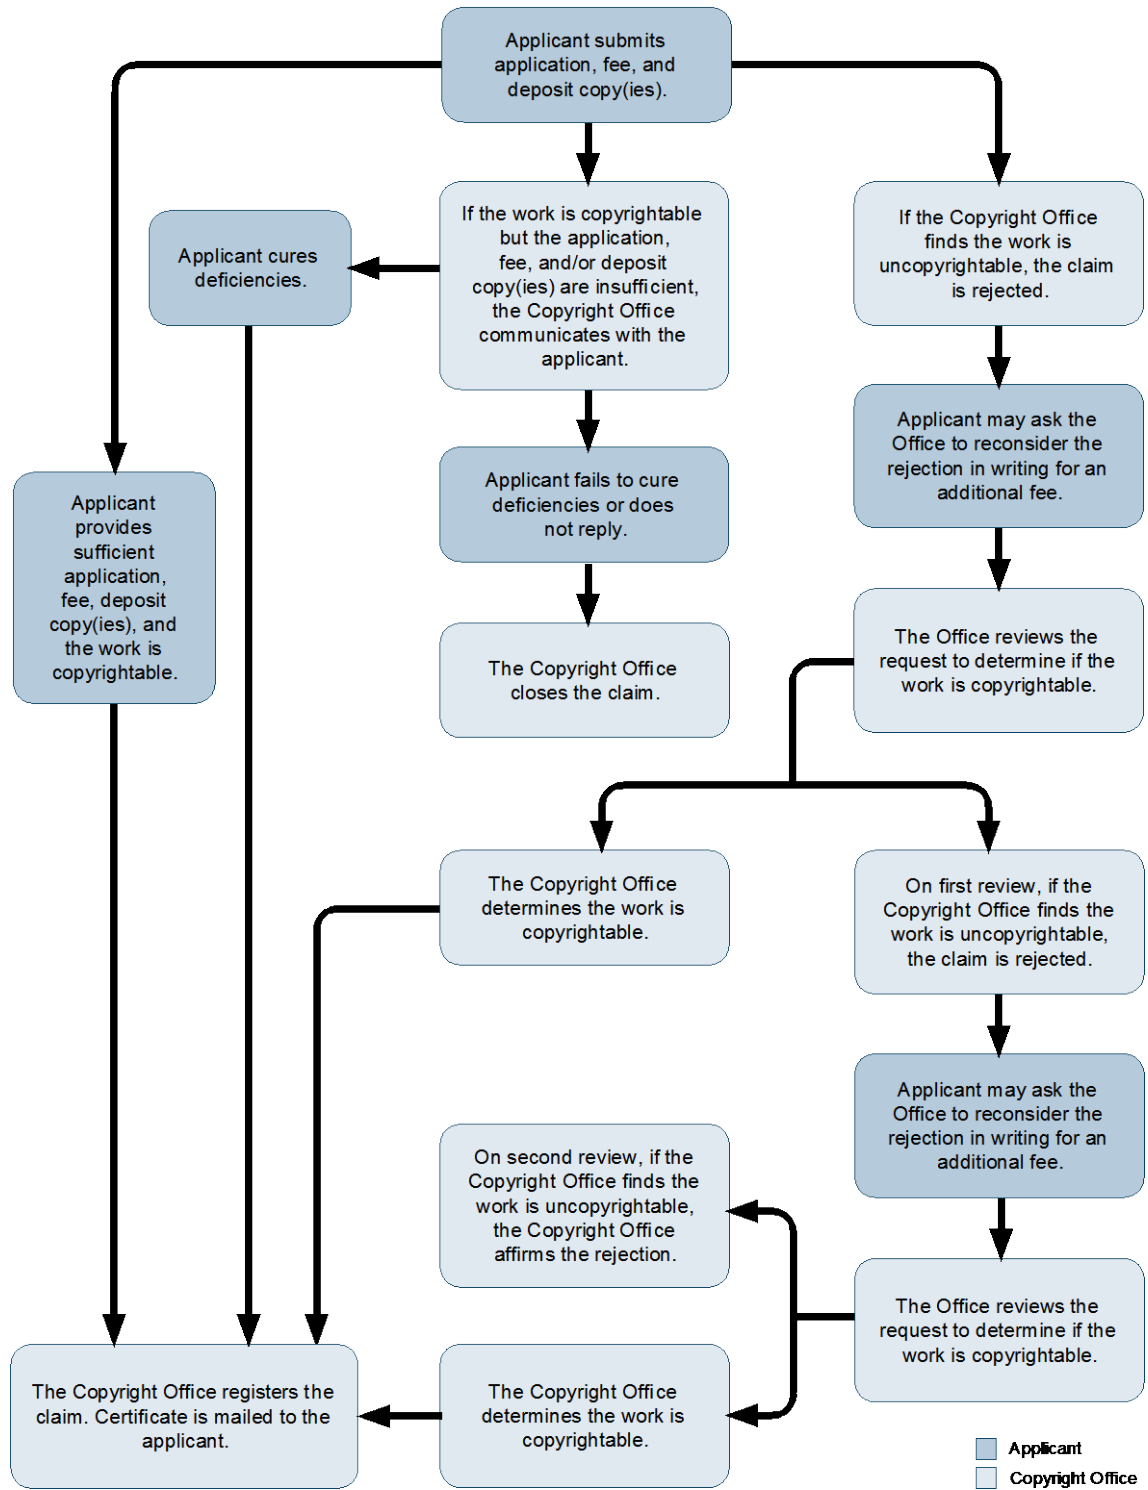 Applicant submits
application, fee, and
deposit copy(ies).
If the work is copyrightable
but the application,
fee, and/or deposit
copy(ies) are insufficient,
the Copyright Office
communicates with the
applicant.
If the Copyright Office
finds the work is
uncopyrightable, the claim
is rejected.
Applicant cures
deficiencies.
Applicant may ask the
Office to reconsider the
rejection in writing for an
additional fee.
Applicant fails to cure
deficiencies or does
not reply.
Applicant
provides
sufficient
application,
fee, deposit
copy(ies), and
the work is
copyrightable.
The Copyright Office
closes the claim.
The Office reviews the
request to determine if the
work is copyrightable.
The Copyright Office
determines the work is
copyrightable.
On first review, if the
Copyright Office finds the
work is uncopyrightable,
the claim is rejected.
Applicant may ask the
Office to reconsider the
rejection in writing for an
additional fee.
On second review, if the
Copyright Office finds the
work is uncopyrightable,
the Copyright Office
affirms the rejection.
The Office reviews the
request to determine if the
work is copyrightable.
The Copyright Office registers the
claim. Certificate is mailed to the
applicant.
The Copyright Office
determines the work is
copyrightable.
Applicant
Copyright Office